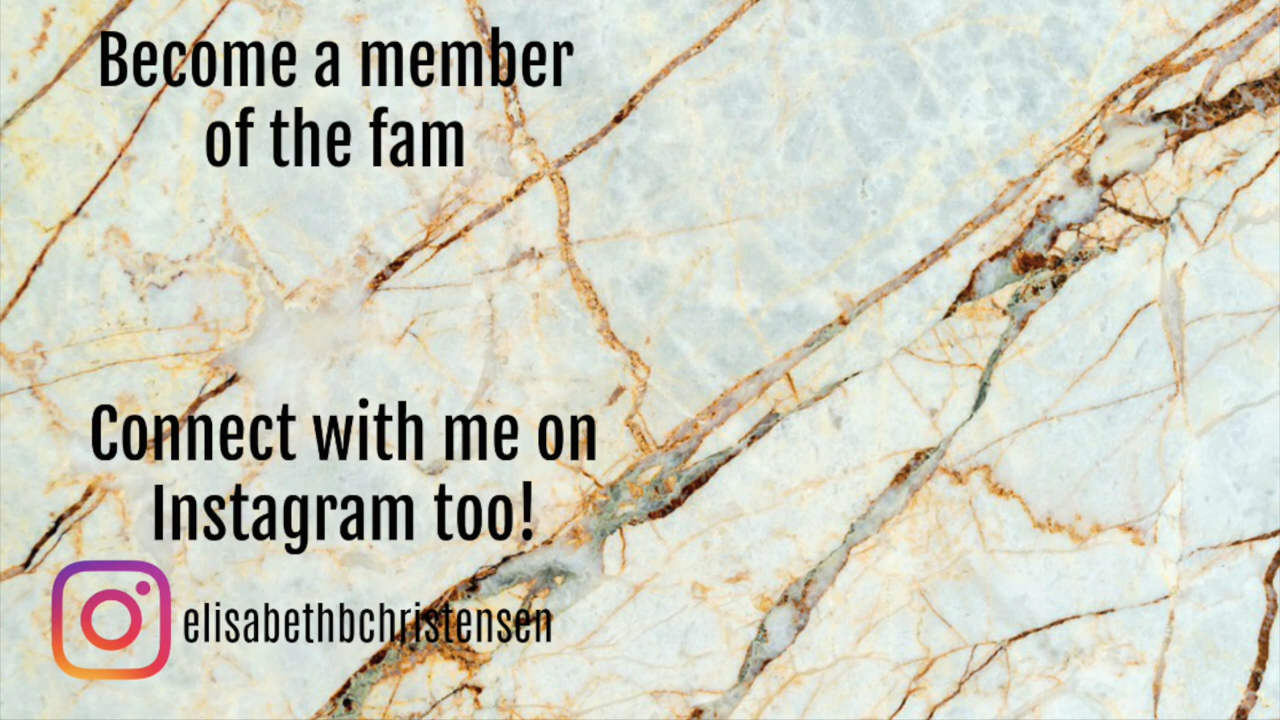 Become a member
of the fam
Connect with me on
Instagram too!
elisabethbchristensen